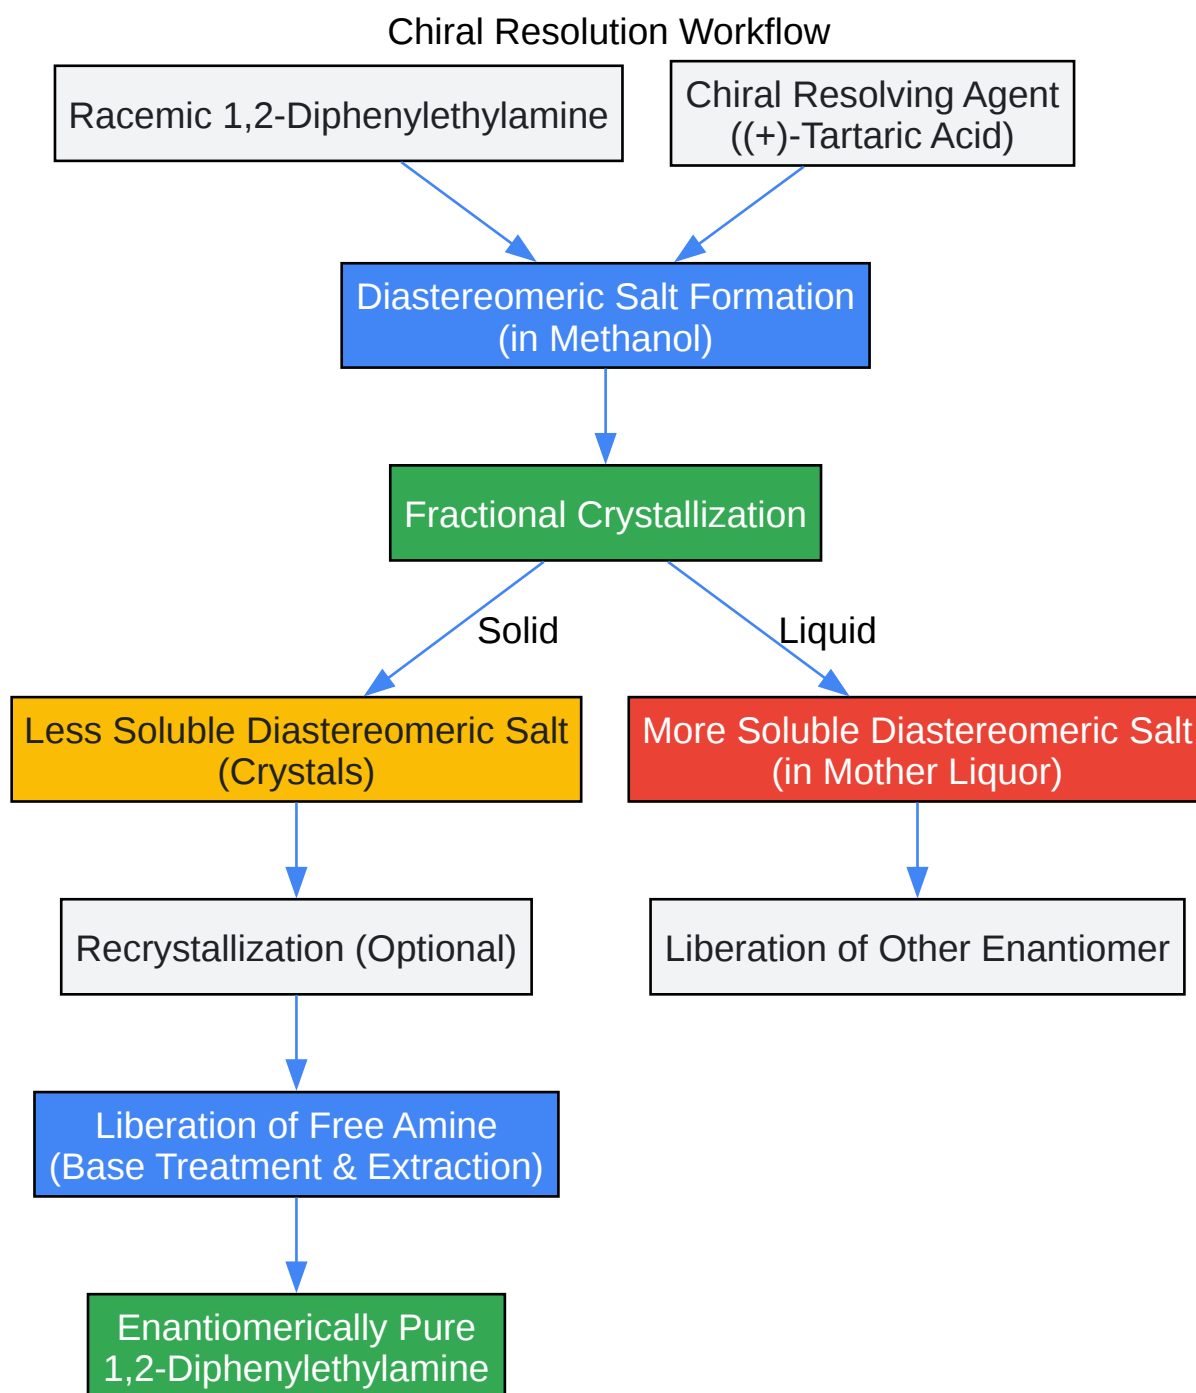 Chiral Resolution Workflow
Racemic 1,2-Diphenylethylamine
Chiral Resolving Agent
((+)-Tartaric Acid)
Diastereomeric Salt Formation
(in Methanol)
Fractional Crystallization
Solid
Liquid
Less Soluble Diastereomeric Salt
(Crystals)
More Soluble Diastereomeric Salt
(in Mother Liquor)
Recrystallization (Optional)
Liberation of Other Enantiomer
Liberation of Free Amine
(Base Treatment & Extraction)
Enantiomerically Pure
1,2-Diphenylethylamine